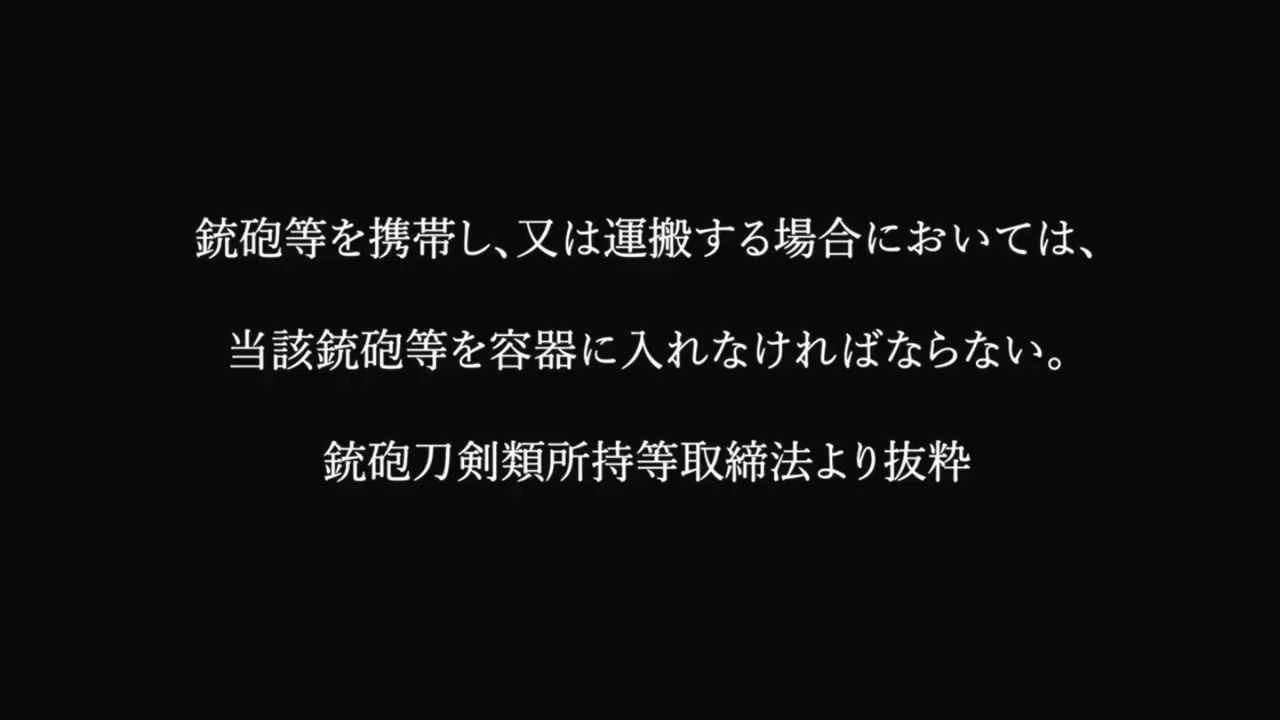 銃砲等を携帯し、又は運搬する場合においては、
当該銃砲等を容器に入れなければならない。
銃砲刀剣類所持等取締法より抜粋